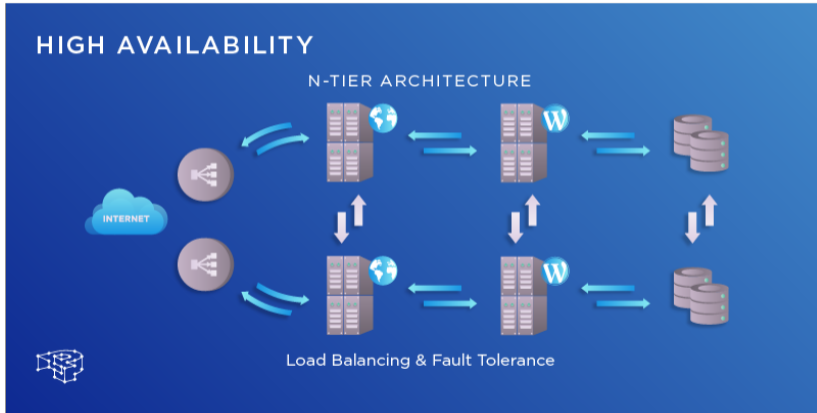 HIGH AVAILABILITY
N-TIER ARCHITECTURE
INTERNET
Load Balancing & Fault Tolerance